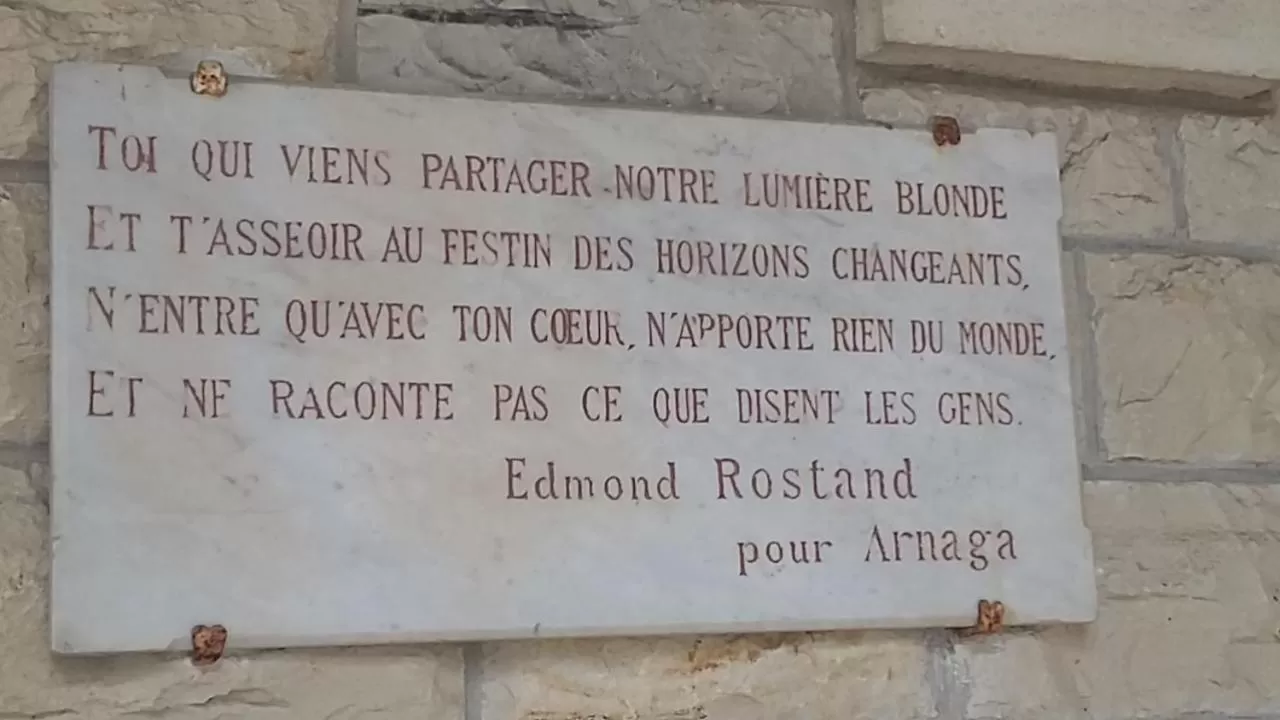 TOI QUI VIENS PARTAGER NOTRE LUMIÈRE BLONDE
ET T'ASSEOIR AU FESTIN DES HORIZONS CHANGEANTS,
N'ENTRE QU'AVEC TON CŒUR, N'APPORTE RIEN DU MONDE,
ET NE RACONTE PAS CE QUE DISENT LES GENS.
Edmond Rostand
pour Arnaga